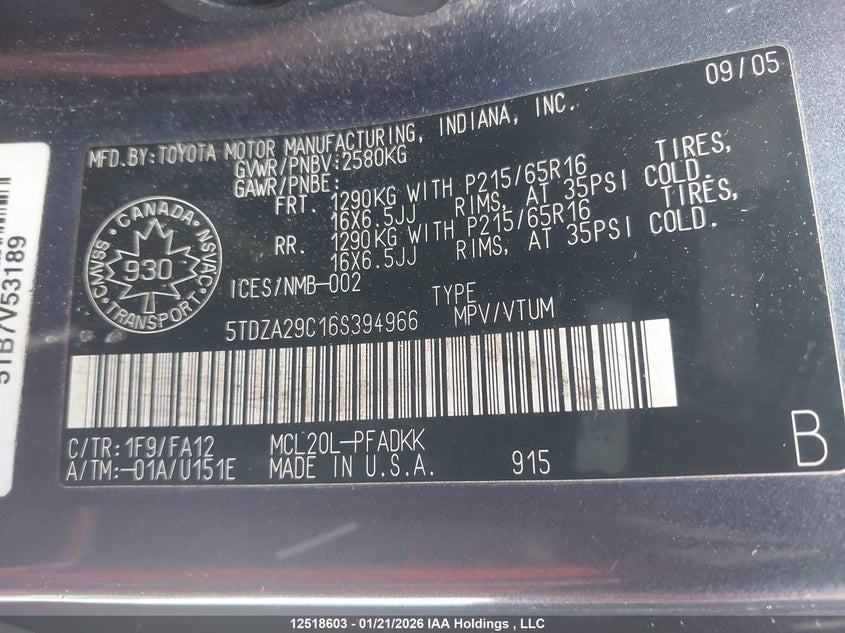 09/05
MFD.BY:TOYOTA MOTOR MANUFACTURING, INDIANA, INC.
GVWR/PNBV:2580KG
GAWR/PNBE:
FRT. 1290KG WITH P215/65R16 TIRES,
16X6.5JJ RIMS, AT 35PSI COLD.
RR. 1290KG WITH P215/65R16 TIRES,
16X6.5JJ RIMS, AT 35PSI COLD.
CMVSS · CANADA · NSVAC · TRANSPORT
930
ICES/NMB-002
TYPE
5TDZA29C16S394966 MPV/VTUM
C/TR:1F9/FA12 MCL20L-PFADKK
A/TM:-01A/U151E MADE IN U.S.A. 915
B
5TB7V53189
12518603 - 01/21/2026 IAA Holdings , LLC